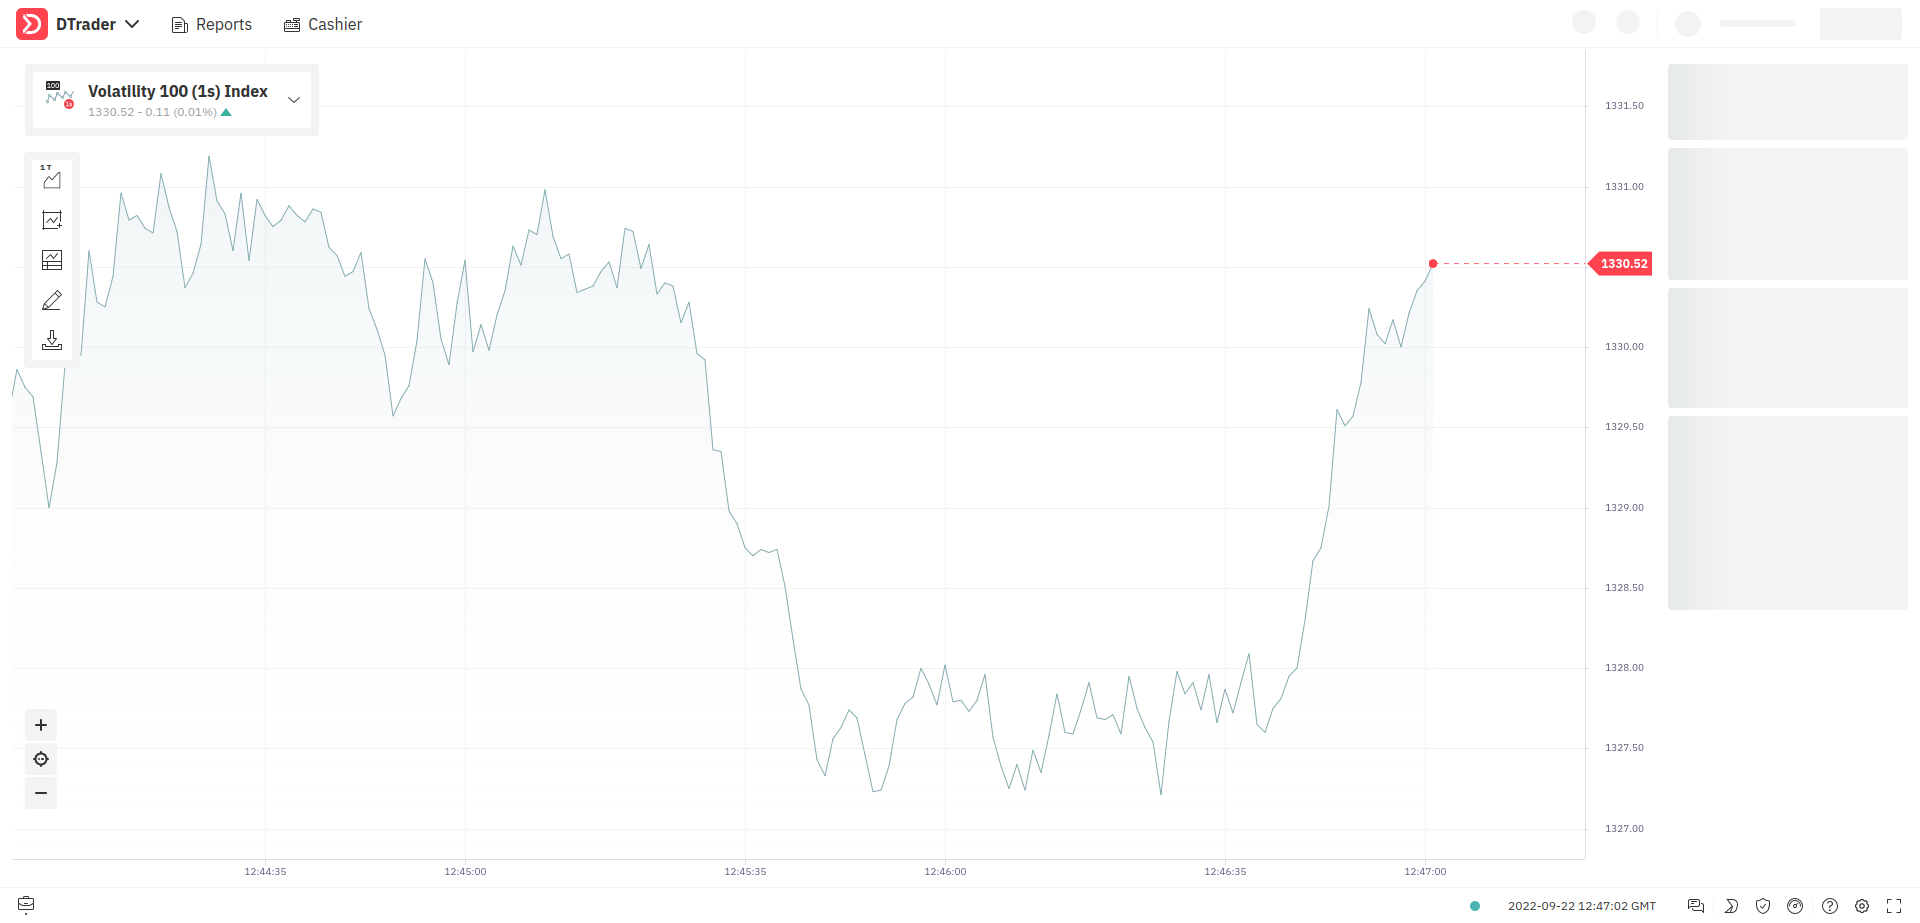 DTrader
Reports
Cashier
100
1s
Volatility 100 (1s) Index
1330.52 - 0.11 (0.01%)
1 T
1331.50
1331.00
1330.52
1330.00
1329.50
1329.00
1328.50
1328.00
1327.50
1327.00
12:44:35
12:45:00
12:45:35
12:46:00
12:46:35
12:47:00
2022-09-22 12:47:02 GMT